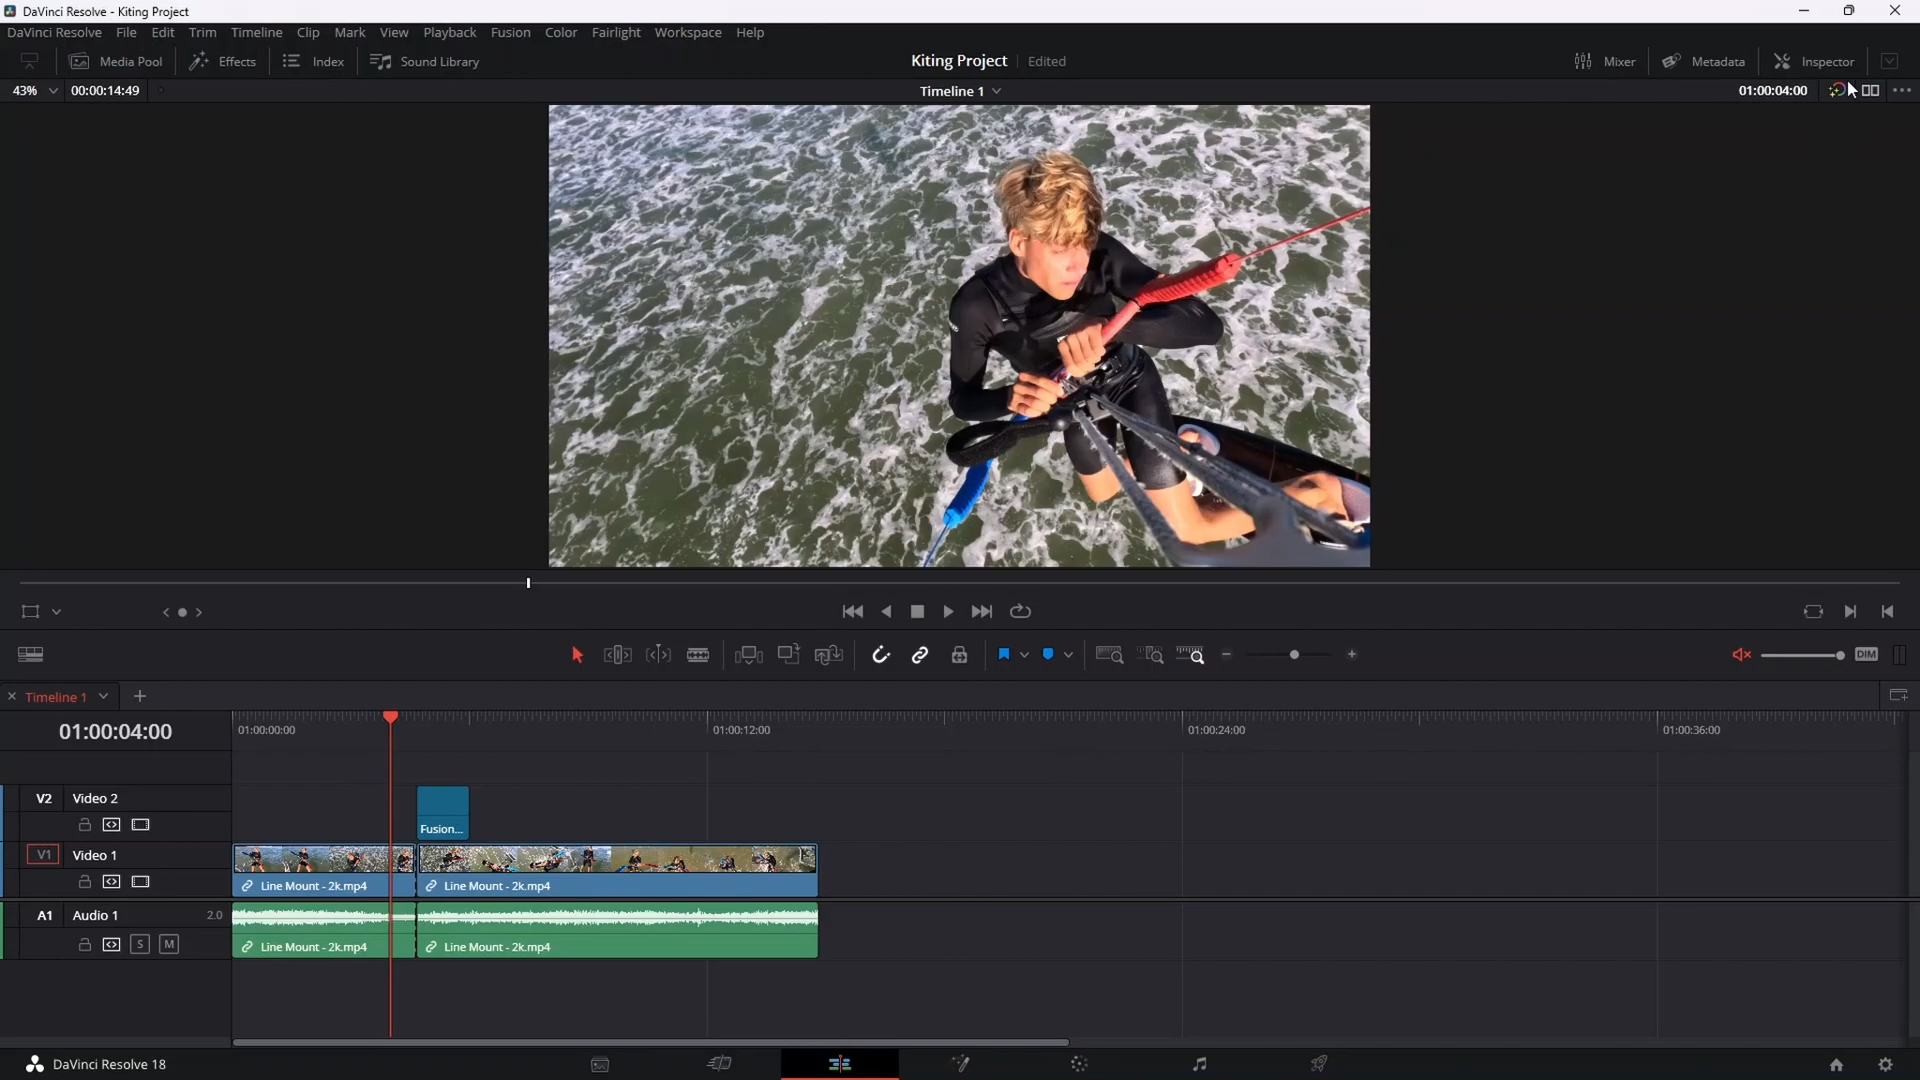 DaVinci Resolve - Kiting Project
DaVinci Resolve File Edit Trim Timeline Clip Mark View Playback Fusion Color Fairlight Workspace Help
Media Pool Effects Index Sound Library Kiting Project Edited Mixer Metadata Inspector
43% 00:00:14:49 Timeline 1 01:00:04:00
DIM
Timeline 1
01:00:04:00 01:00:00:00 01:00:12:00 01:00:24:00 01:00:36:00
V2 Video 2
Fusion...
V1 Video 1
Line Mount - 2k.mp4 Line Mount - 2k.mp4
A1 Audio 1 2.0
S M Line Mount - 2k.mp4 Line Mount - 2k.mp4
DaVinci Resolve 18